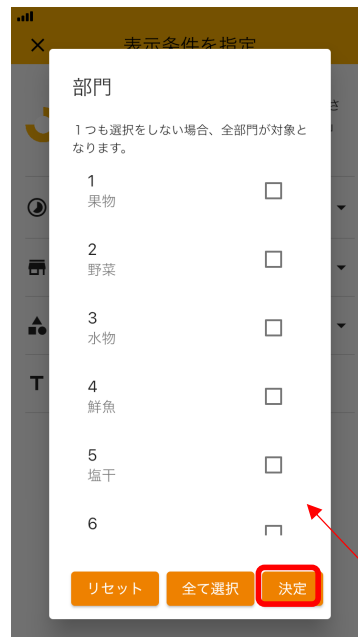 表示条件を指定
部門
さ
１つも選択をしない場合、全部門が対象と
なります。
1
果物
2
野菜
3
水物
4
鮮魚
T
5
塩干
6
リセット
全て選択
決定